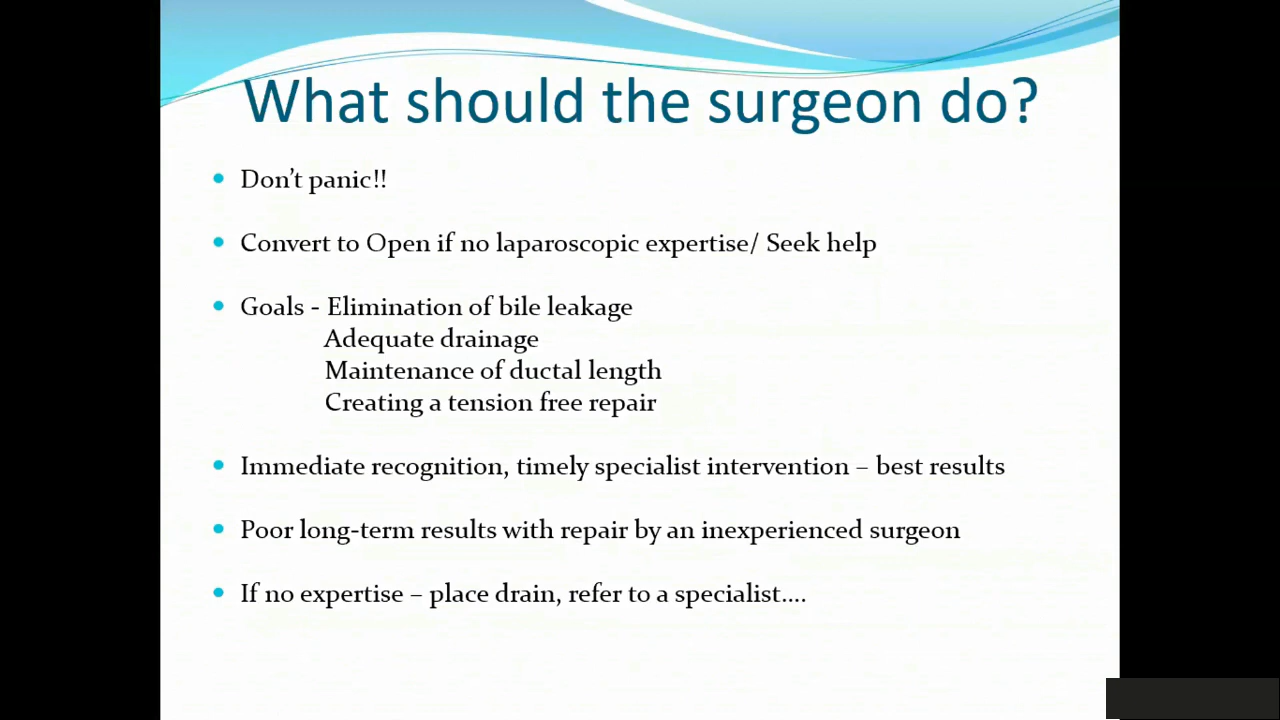 What should the surgeon do?
• Don’t panic!!
• Convert to Open if no laparoscopic expertise/ Seek help
• Goals - Elimination of bile leakage
Adequate drainage
Maintenance of ductal length
Creating a tension free repair
• Immediate recognition, timely specialist intervention – best results
• Poor long-term results with repair by an inexperienced surgeon
• If no expertise – place drain, refer to a specialist....